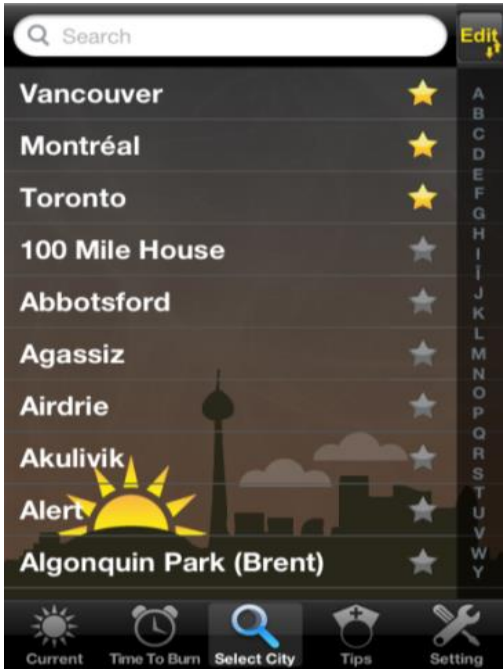 Search
Edit
Vancouver
Montréal
Toronto
100 Mile House
Abbotsford
Agassiz
Airdrie
Akulivik
Alert
Algonquin Park (Brent)
A
B
C
D
E
F
G
H
I
Î
J
K
L
M
N
O
P
Q
R
S
T
U
V
W
Y
Current
Time To Burn
Select City
Tips
Setting